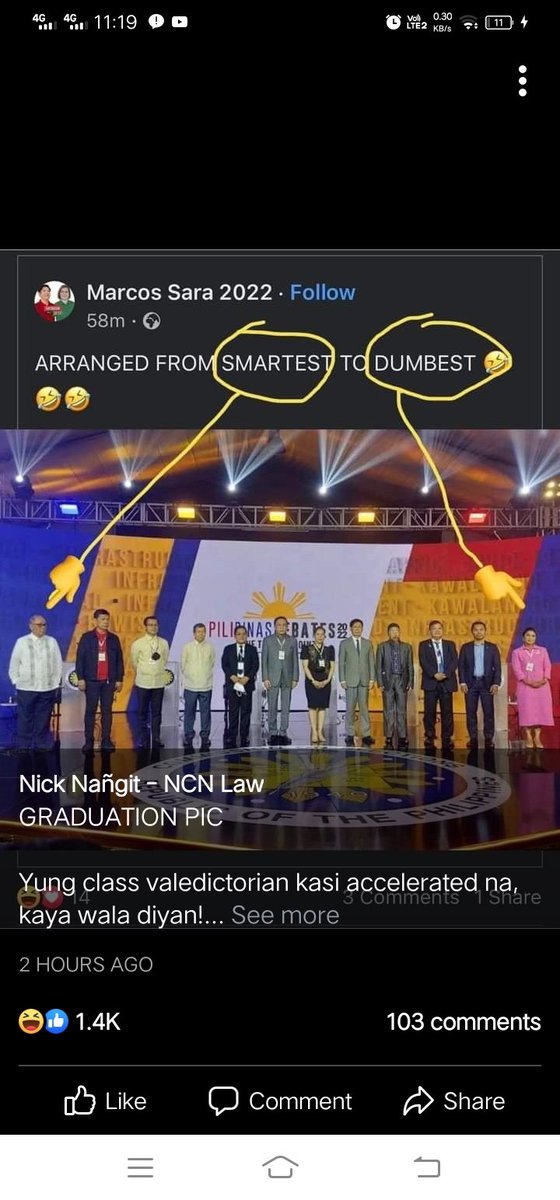 4G 4G 11:19
VoLTE2 0.30 KB/s 11
Marcos Sara 2022 · Follow
58m ·
ARRANGED FROM SMARTEST TO DUMBEST 🤣
🤣🤣
PILIPINAS DEBATES 2022
Nick Nañgit - NCN Law
GRADUATION PIC
OF THE PHILIPPINES
Yung class valedictorian kasi accelerated na,
kaya wala diyan!... See more
14 3 Comments 1 Share
2 HOURS AGO
1.4K 103 comments
Like Comment Share